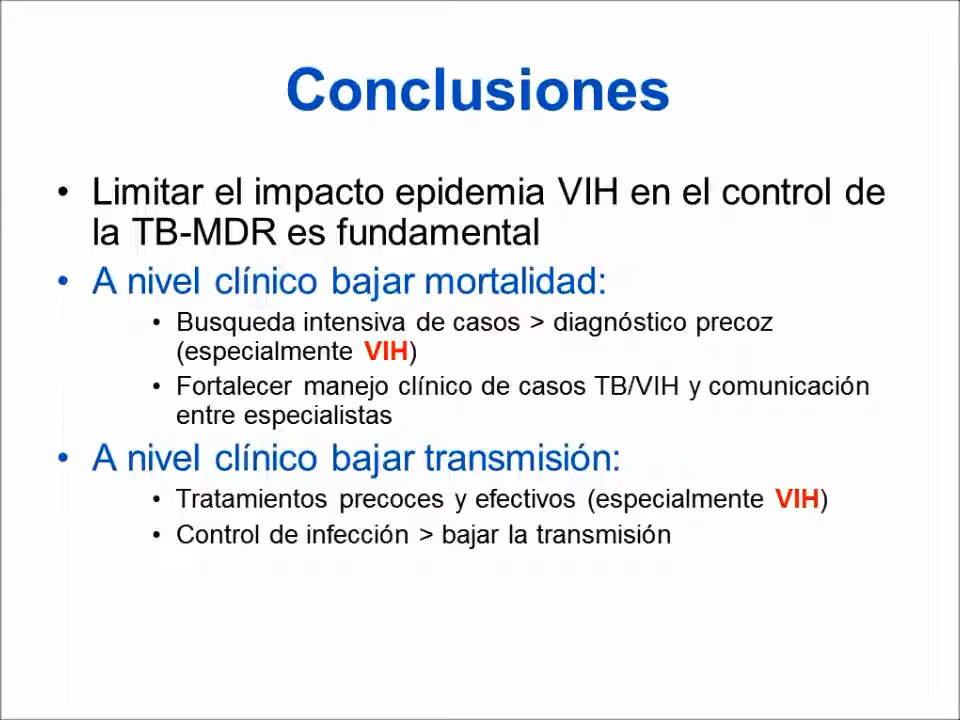 Conclusiones
• Limitar el impacto epidemia VIH en el control de
la TB-MDR es fundamental
• A nivel clínico bajar mortalidad:
• Busqueda intensiva de casos > diagnóstico precoz
(especialmente VIH)
• Fortalecer manejo clínico de casos TB/VIH y comunicación
entre especialistas
• A nivel clínico bajar transmisión:
• Tratamientos precoces y efectivos (especialmente VIH)
• Control de infección > bajar la transmisión